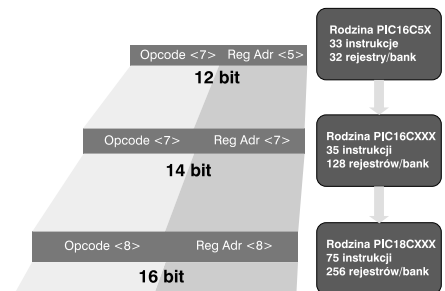 Opcode <7> Reg Adr <5>
12 bit
Rodzina PIC16C5X
33 instrukcje
32 rejestry/bank
Opcode <7> Reg Adr <7>
14 bit
Rodzina PIC16CXXX
35 instrukcji
128 rejestrów/bank
Opcode <8> Reg Adr <8>
16 bit
Rodzina PIC18CXXX
75 instrukcji
256 rejestrów/bank